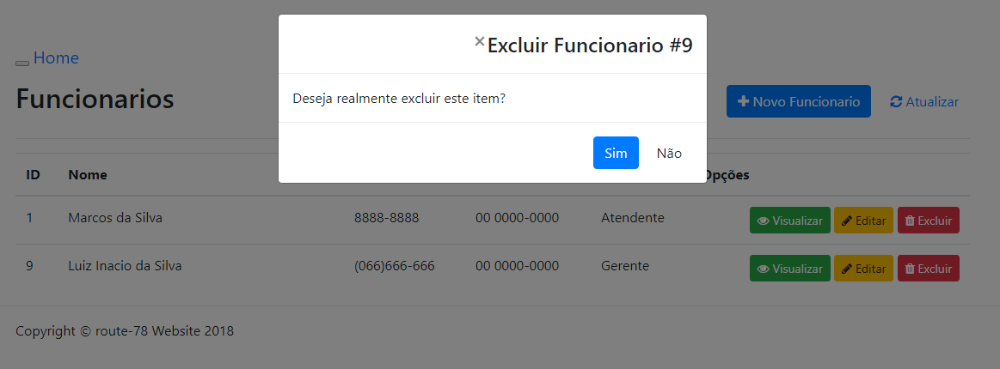 ×Excluir Funcionario #9
Deseja realmente excluir este item?
Sim Não
Home
Funcionarios
Novo Funcionario Atualizar
ID Nome Opções
1 Marcos da Silva 8888-8888 00 0000-0000 Atendente Visualizar Editar Excluir
9 Luiz Inacio da Silva (066)666-666 00 0000-0000 Gerente Visualizar Editar Excluir
Copyright © route-78 Website 2018